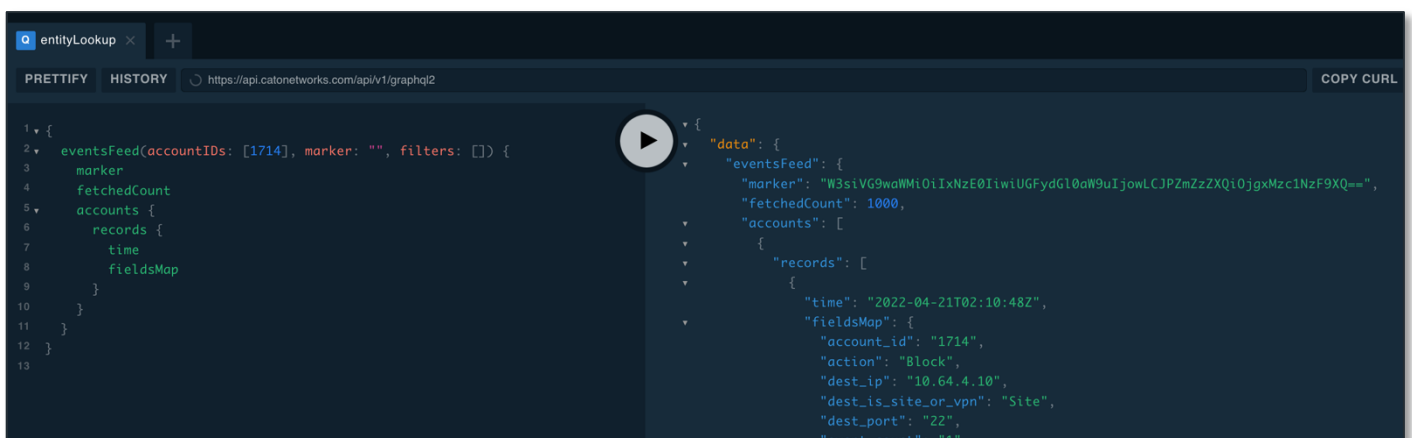 Q entityLookup × +
PRETTIFY HISTORY https://api.catonetworks.com/api/v1/graphql2 COPY CURL
1 {
2 eventsFeed(accountIDs: [1714], marker: "", filters: []) {
3 marker
4 fetchedCount
5 accounts {
6 records {
7 time
8 fieldsMap
9 }
10 }
11 }
12 }
13
{
"data": {
"eventsFeed": {
"marker": "W3siVG9waWMiOiIxNzE0IiwiUGFydGl0aW9uIjowLCJPZmZzZXQiOjgxMzc1NzF9XQ==",
"fetchedCount": 1000,
"accounts": [
{
"records": [
{
"time": "2022-04-21T02:10:48Z",
"fieldsMap": {
"account_id": "1714",
"action": "Block",
"dest_ip": "10.64.4.10",
"dest_is_site_or_vpn": "Site",
"dest_port": "22",